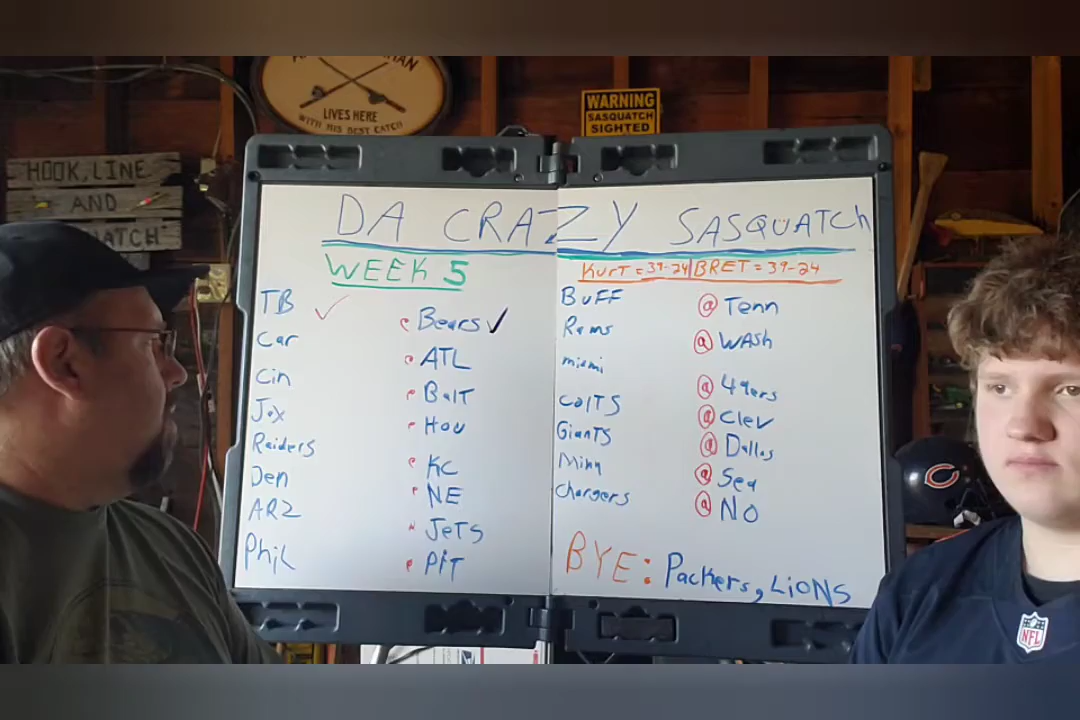 LIVES HERE
WITH HIS BEST CATCH
WARNING
SASQUATCH
SIGHTED
HOOK, LINE
AND
DA CRAZY SASQUATCH
WEEK 5
KURT = 39-24 | BRET = 39-24
TB ✓ @ Bears ✓
Car @ ATL
Cin @ BalT
Jax @ Hou
Raiders @ KC
Den @ NE
ARZ @ JeTS
Phil @ PiT
BuFF @ Tenn
Rams @ WAsh
miami @ 49ers
ColTS @ Clev
GianTS @ Dallas
Minn @ Sea
Chargers @ NO
BYE: Packers, LiONS
NFL